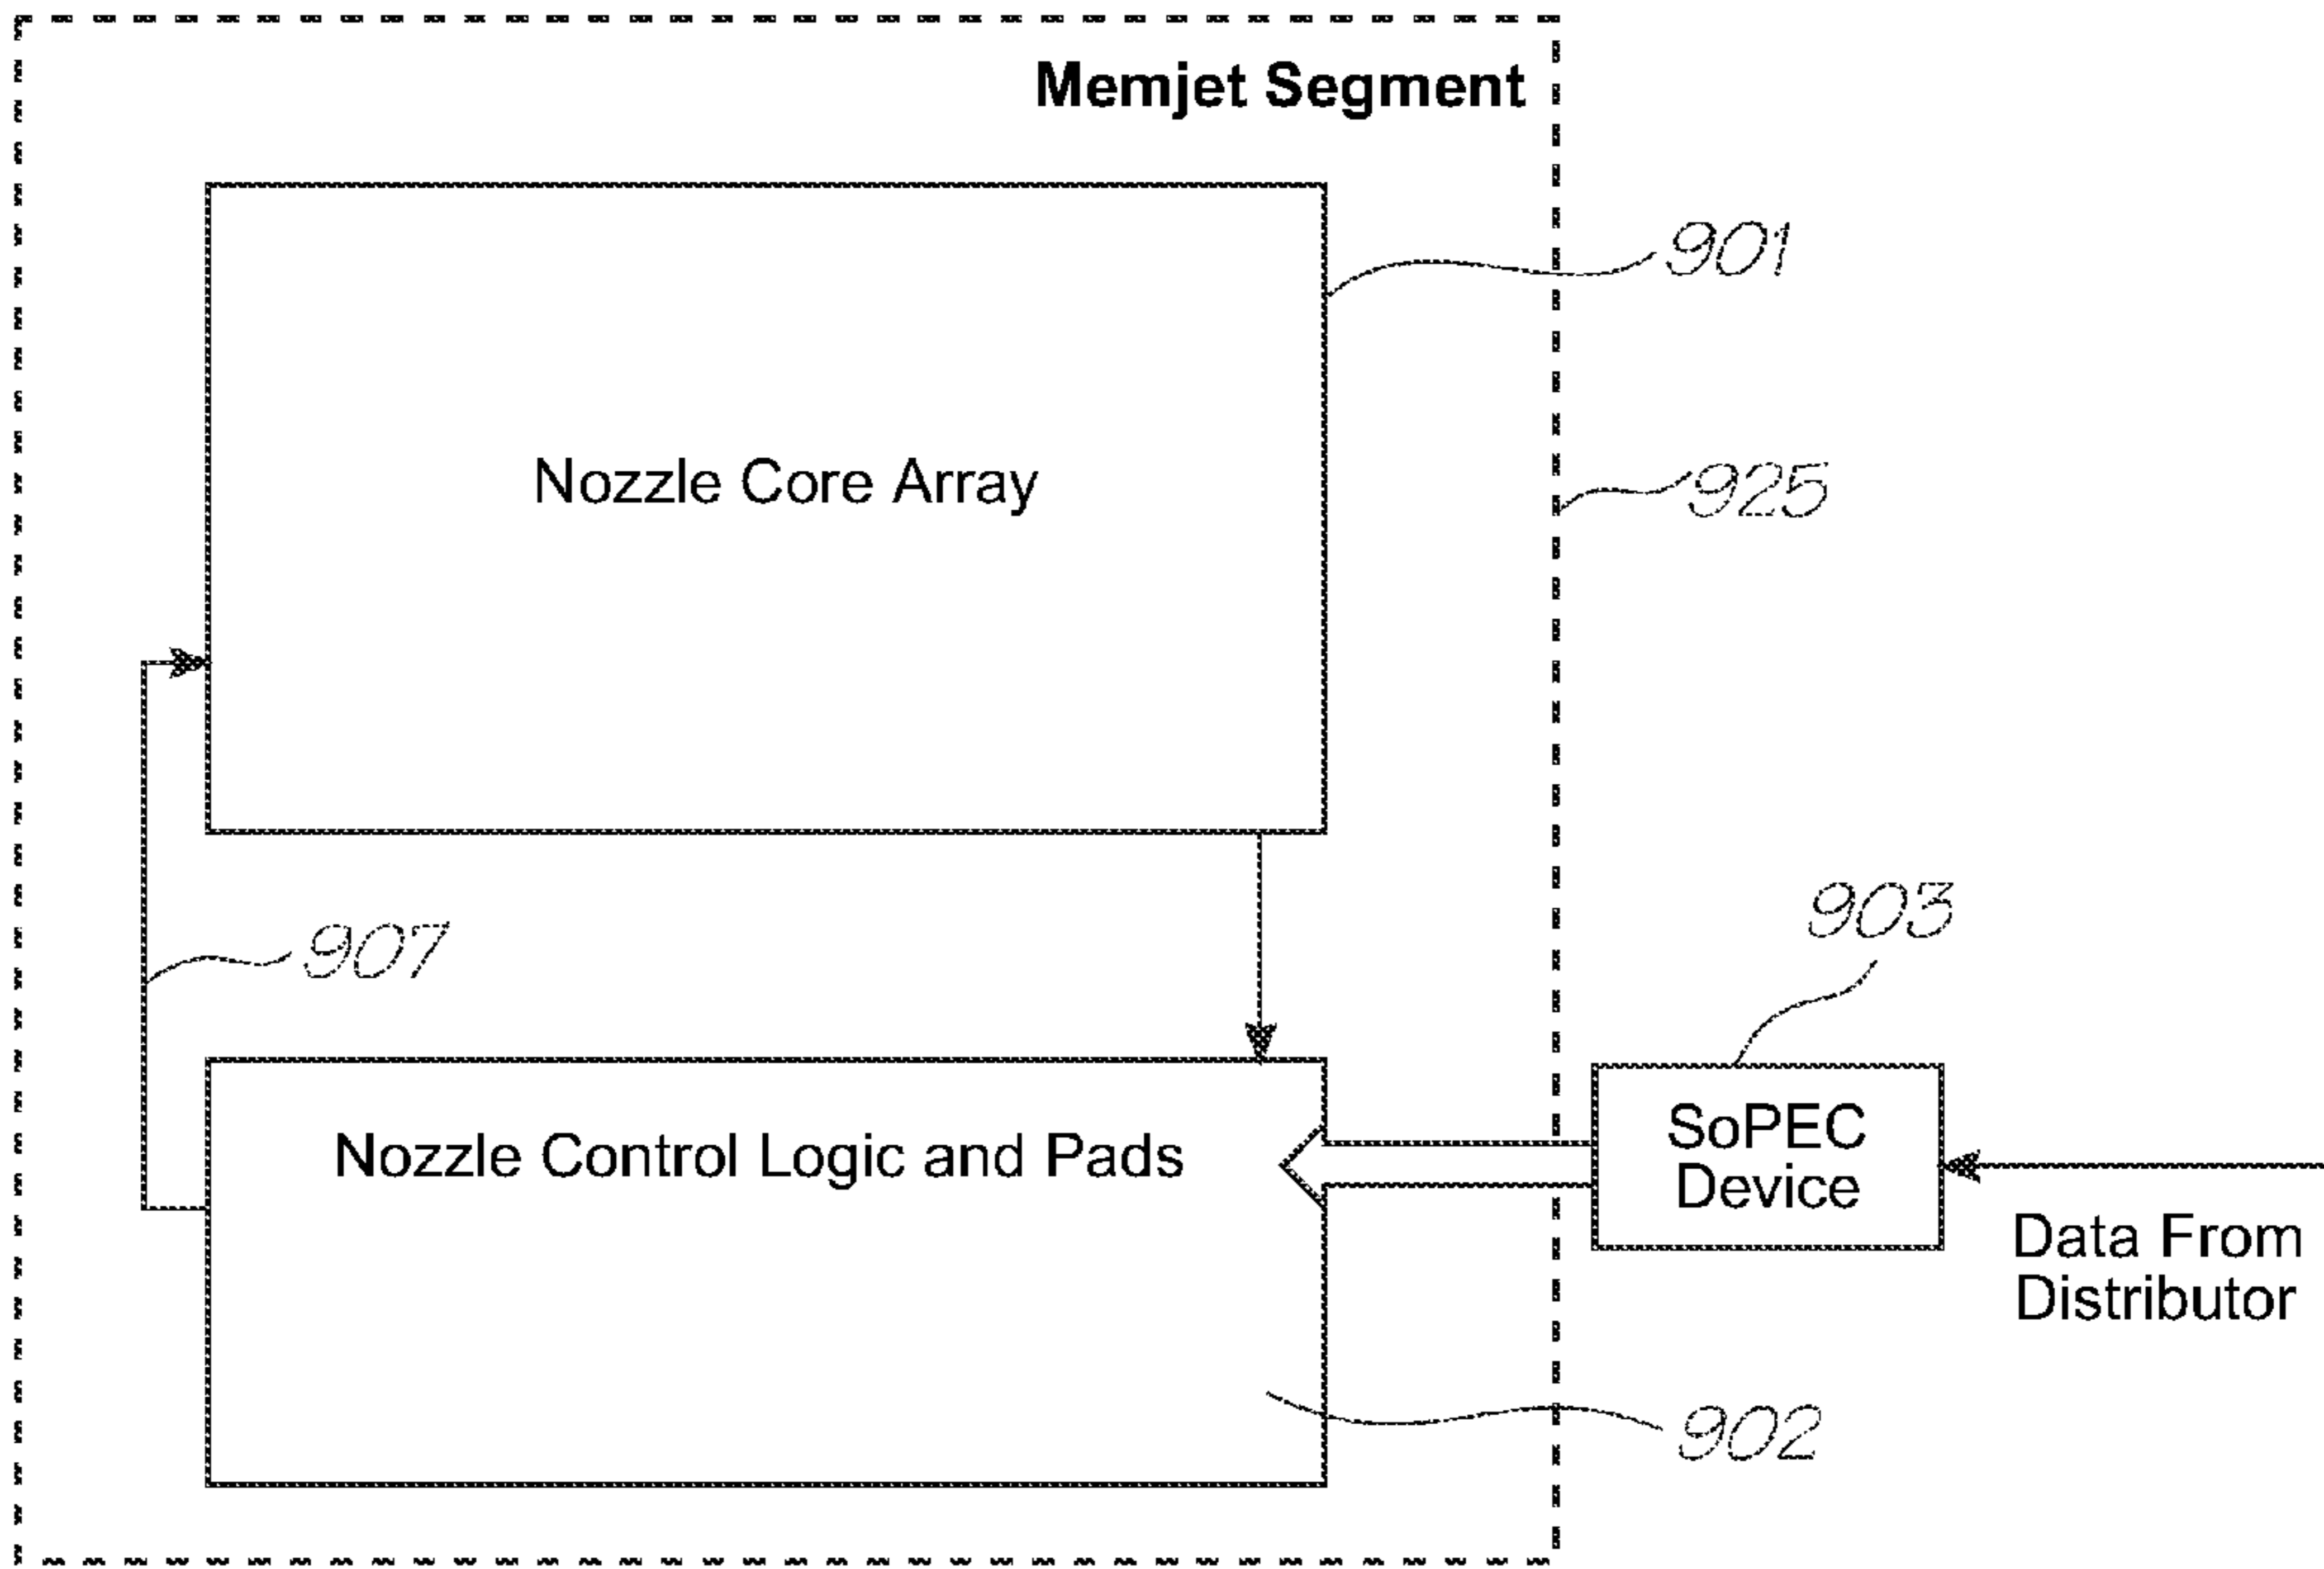 Memjet Segment
901
Nozzle Core Array
925
903
907
SoPEC
Device
Nozzle Control Logic and Pads
Data From
Distributor
902